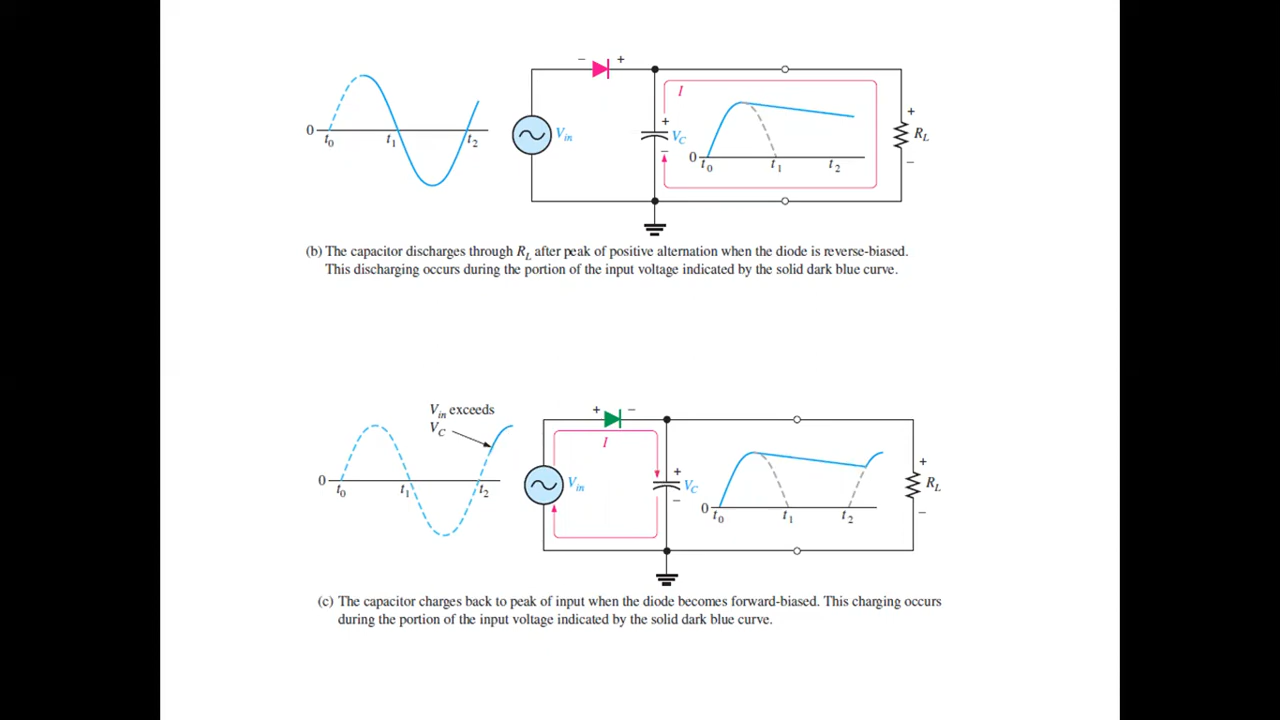 − +
I
+
0 t0 t1 t2 Vin + VC − 0 t0 t1 t2 RL
−
(b) The capacitor discharges through RL after peak of positive alternation when the diode is reverse-biased.
This discharging occurs during the portion of the input voltage indicated by the solid dark blue curve.
Vin exceeds
VC
+ −
I
+
0 t0 t1 t2 Vin + VC − 0 t0 t1 t2 RL
−
(c) The capacitor charges back to peak of input when the diode becomes forward-biased. This charging occurs
during the portion of the input voltage indicated by the solid dark blue curve.